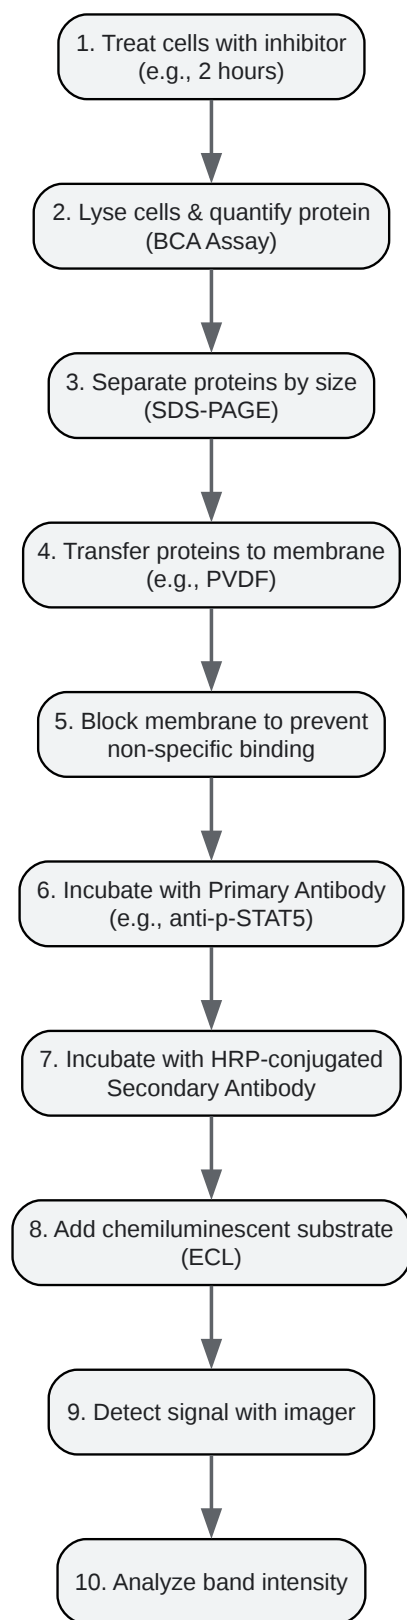 1. Treat cells with inhibitor
(e.g., 2 hours)
2. Lyse cells & quantify protein
(BCA Assay)
3. Separate proteins by size
(SDS-PAGE)
4. Transfer proteins to membrane
(e.g., PVDF)
5. Block membrane to prevent
non-specific binding
6. Incubate with Primary Antibody
(e.g., anti-p-STAT5)
7. Incubate with HRP-conjugated
Secondary Antibody
8. Add chemiluminescent substrate
(ECL)
9. Detect signal with imager
10. Analyze band intensity